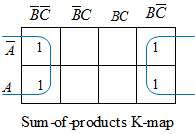 B̅C̅ B̅C BC BC̅
A̅ 1 1
A 1 1
Sum-of-products K-map